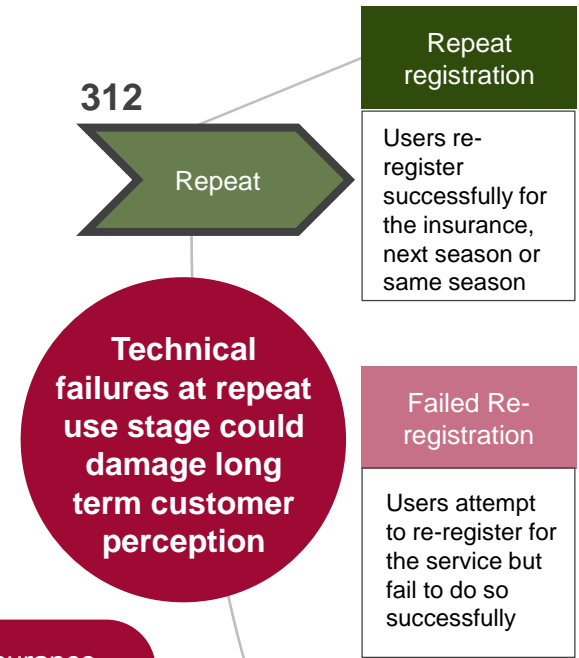 312
Repeat
Repeat
registration
Users re-
register
successfully for
the insurance,
next season or
same season
Technical
failures at repeat
use stage could
damage long
term customer
perception
Failed Re-
registration
Users attempt
to re-register for
the service but
fail to do so
successfully